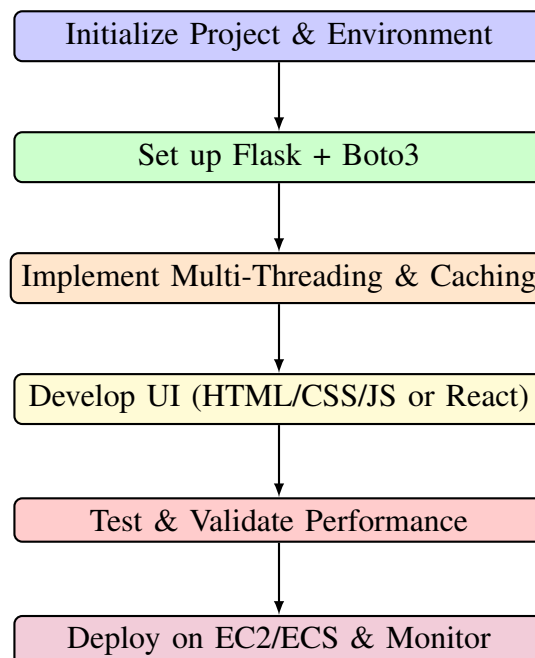 Initialize Project & Environment
Set up Flask + Boto3
Implement Multi-Threading & Caching
Develop UI (HTML/CSS/JS or React)
Test & Validate Performance
Deploy on EC2/ECS & Monitor